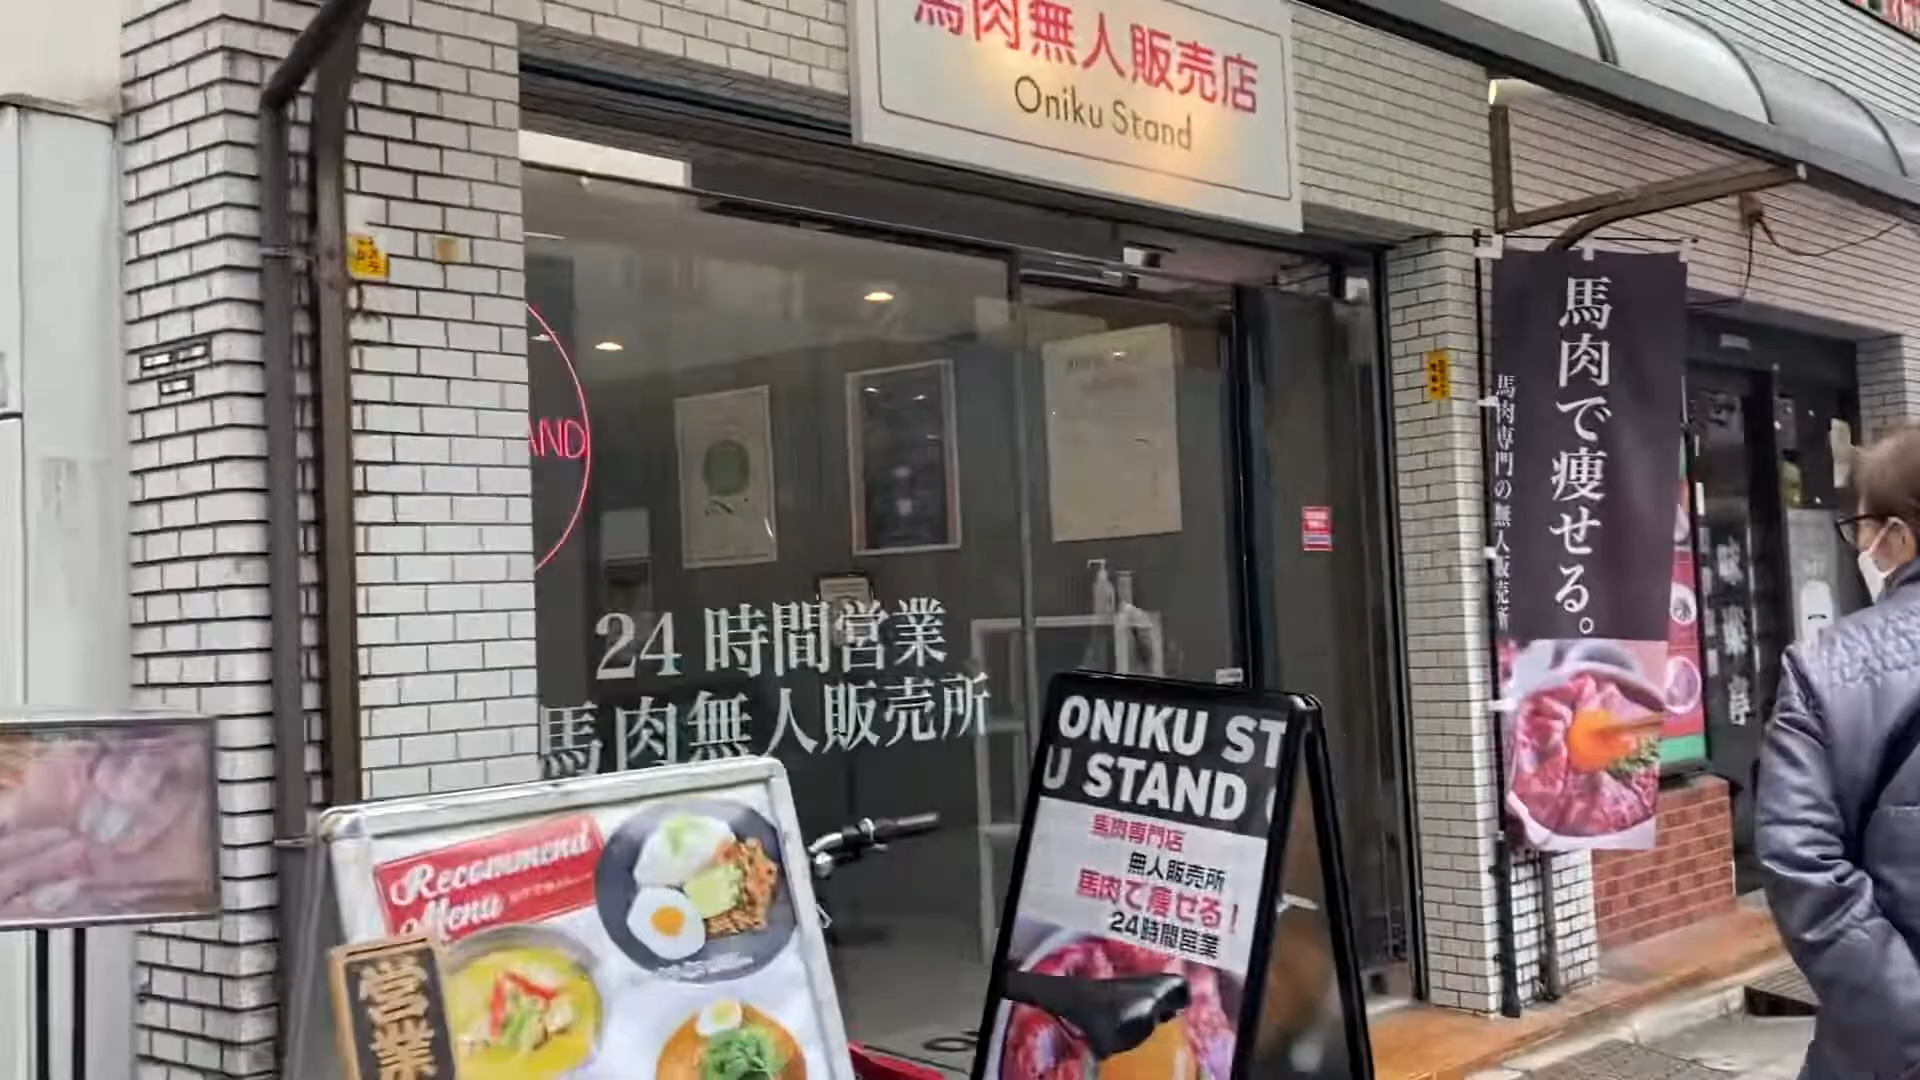 馬肉無人販売店
Oniku Stand
AND
24時間営業
馬肉無人販売所
馬肉で痩せる。
馬肉専門の無人販売所
ONIKU ST
U STAND
馬肉専門店
無人販売所
馬肉で痩せる!
24時間営業
Recommend
Menu
営業